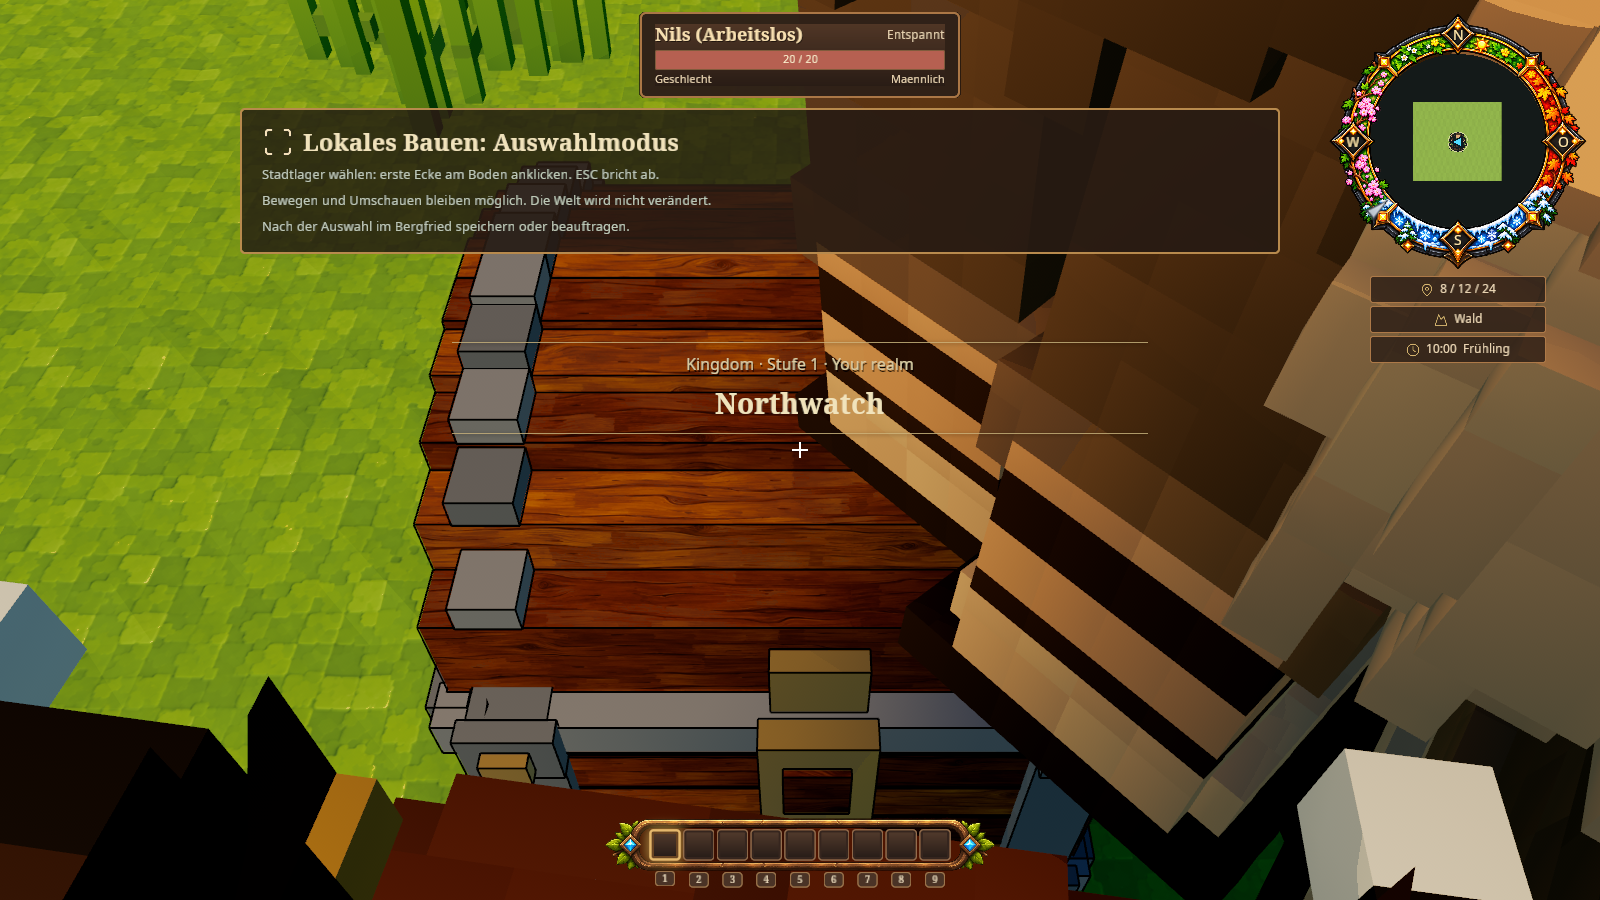 Nils (Arbeitslos) Entspannt
20 / 20
Geschlecht Maennlich
Lokales Bauen: Auswahlmodus
Stadtlager wählen: erste Ecke am Boden anklicken. ESC bricht ab.
Bewegen und Umschauen bleiben möglich. Die Welt wird nicht verändert.
Nach der Auswahl im Bergfried speichern oder beauftragen.
N
W
O
S
8 / 12 / 24
Wald
10:00 Frühling
Kingdom · Stufe 1 · Your realm
Northwatch
1 2 3 4 5 6 7 8 9